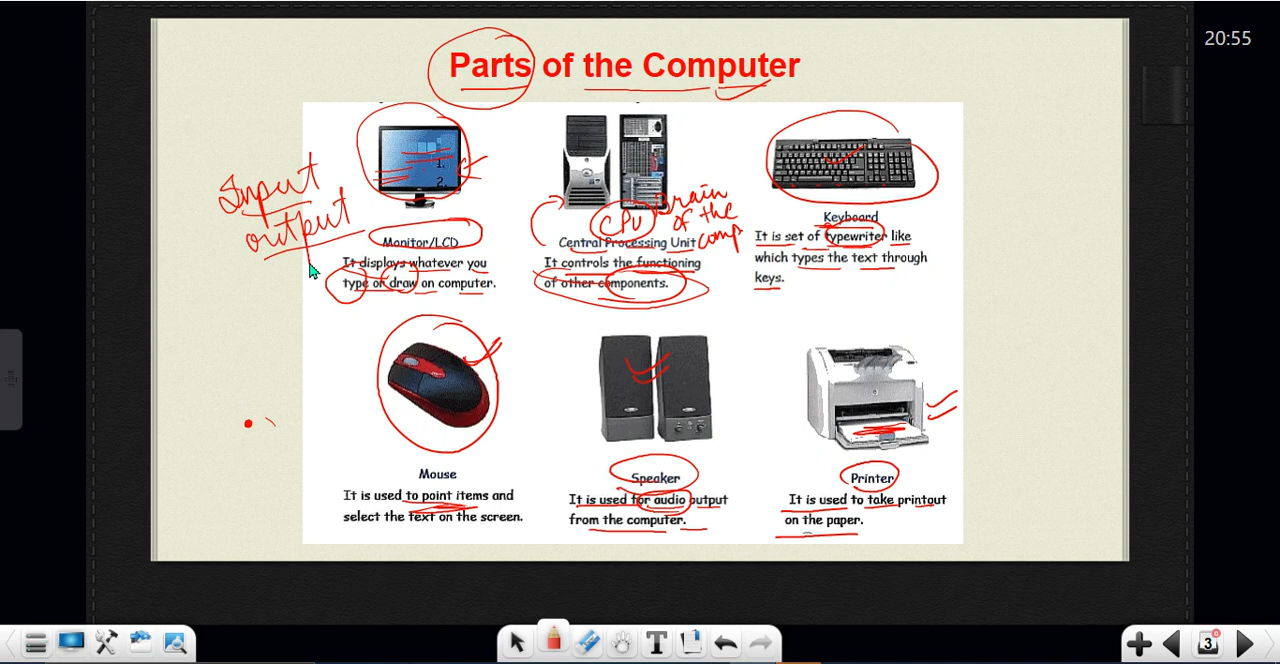 20:55
Parts of the Computer
1.
2.
Input
output
CPU
Brain
of the
comp
Monitor/LCD
It displays whatever you
type or draw on computer.
Central Processing Unit
It controls the functioning
of other components.
Keyboard
It is set of typewriter like
which types the text through
keys.
Mouse
It is used to point items and
select the text on the screen.
Speaker
It is used for audio output
from the computer.
Printer
It is used to take printout
on the paper.
T
3